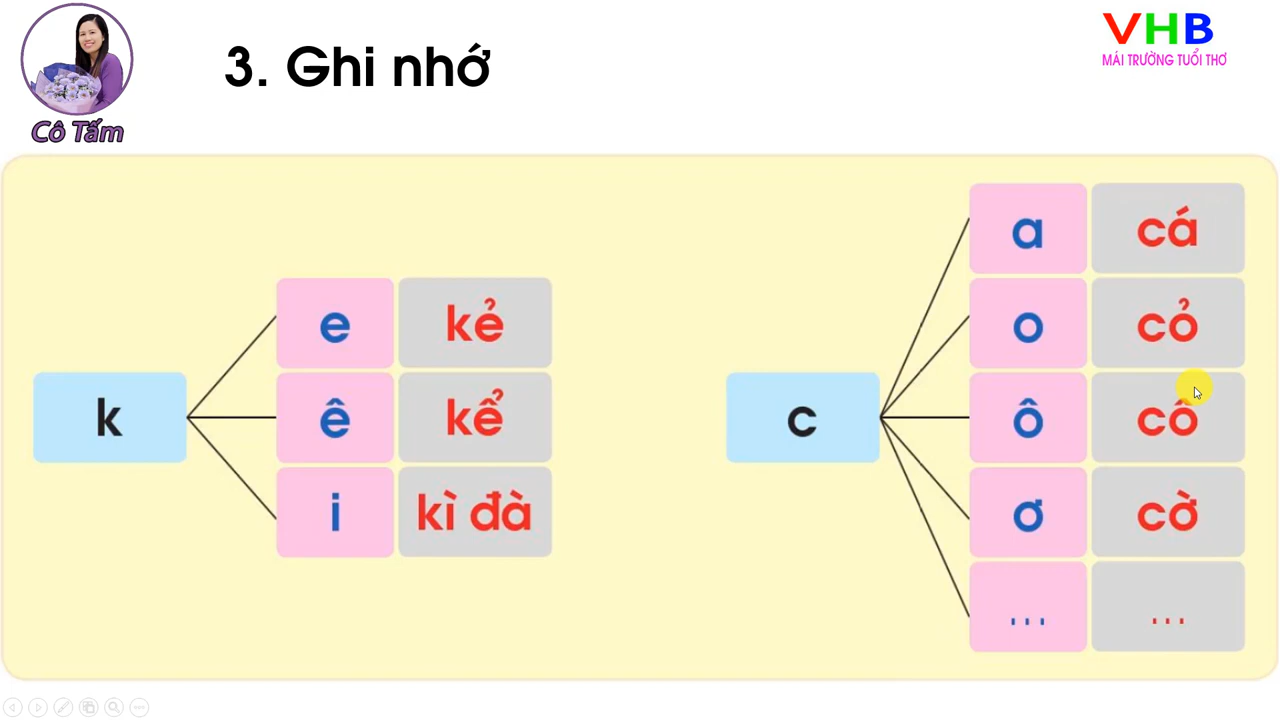 Cô Tấm
3. Ghi nhớ
VHB
MÁI TRƯỜNG TUỔI THƠ
k
e kẻ
ê kể
i kì đà
c
a cá
o cỏ
ô cô
ơ cờ
... ...